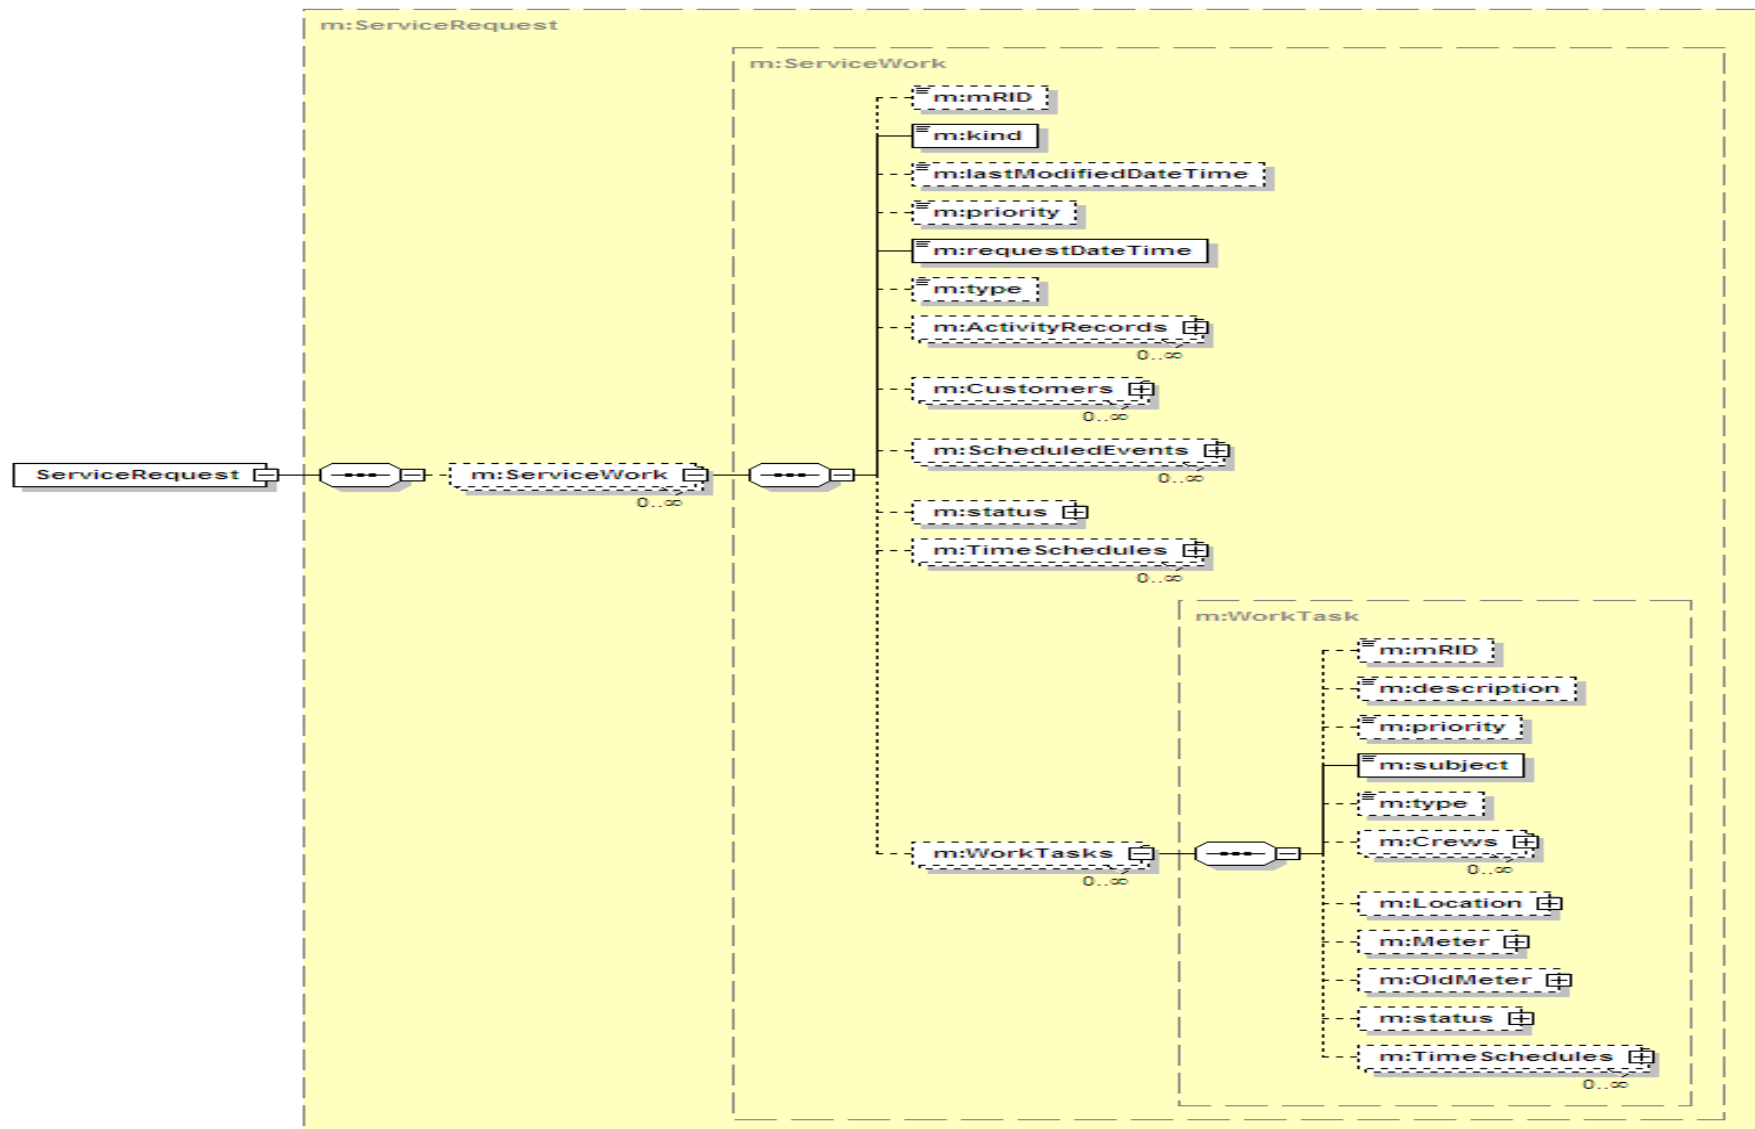 m:ServiceRequest
m:ServiceWork
m:mRID
m:kind
m:lastModifiedDateTime
m:priority
m:requestDateTime
m:type
m:ActivityRecords
0..∞
m:Customers
0..∞
m:ScheduledEvents
0..∞
ServiceRequest
m:ServiceWork
0..∞
m:status
m:TimeSchedules
0..∞
m:WorkTask
m:mRID
m:description
m:priority
m:subject
m:type
m:Crews
0..∞
m:WorkTasks
0..∞
m:Location
m:Meter
m:OldMeter
m:status
m:TimeSchedules
0..∞